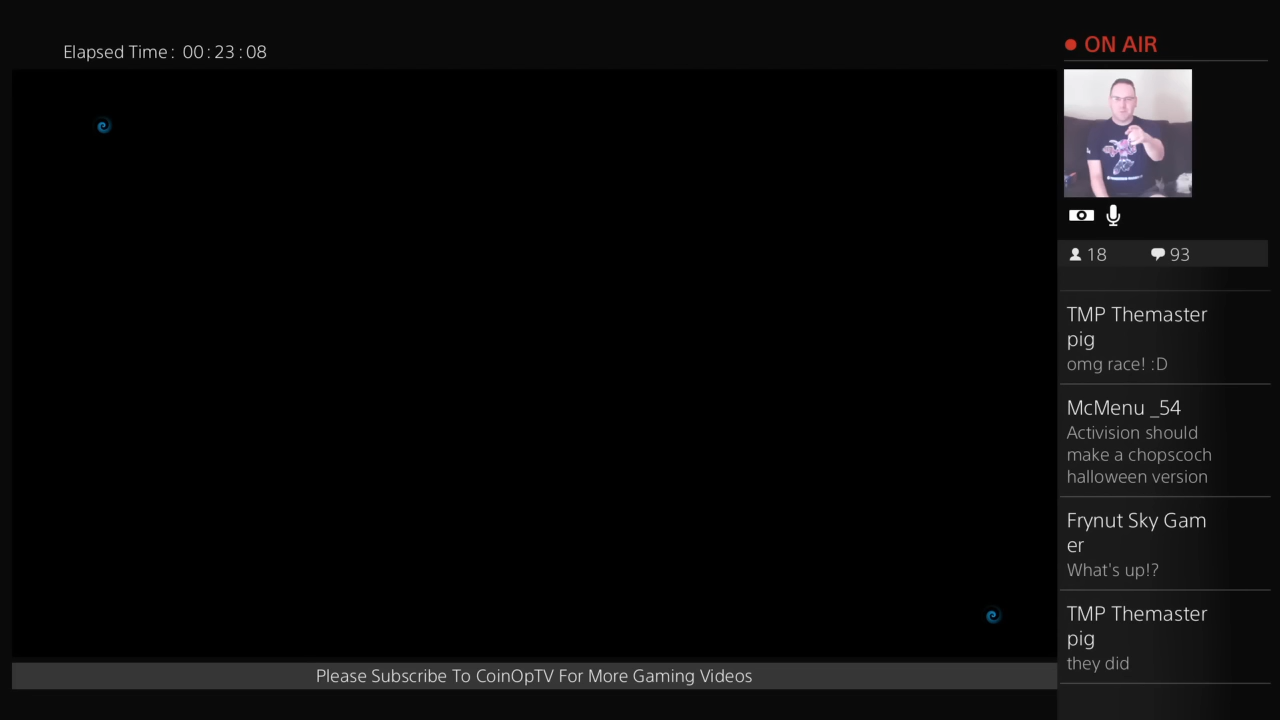 Elapsed Time: 00:23:08
ON AIR
18 93
TMP Themaster
pig
omg race! :D
McMenu _54
Activision should
make a chopscoch
halloween version
Frynut Sky Gam
er
What's up!?
TMP Themaster
pig
they did
Please Subscribe To CoinOpTV For More Gaming Videos